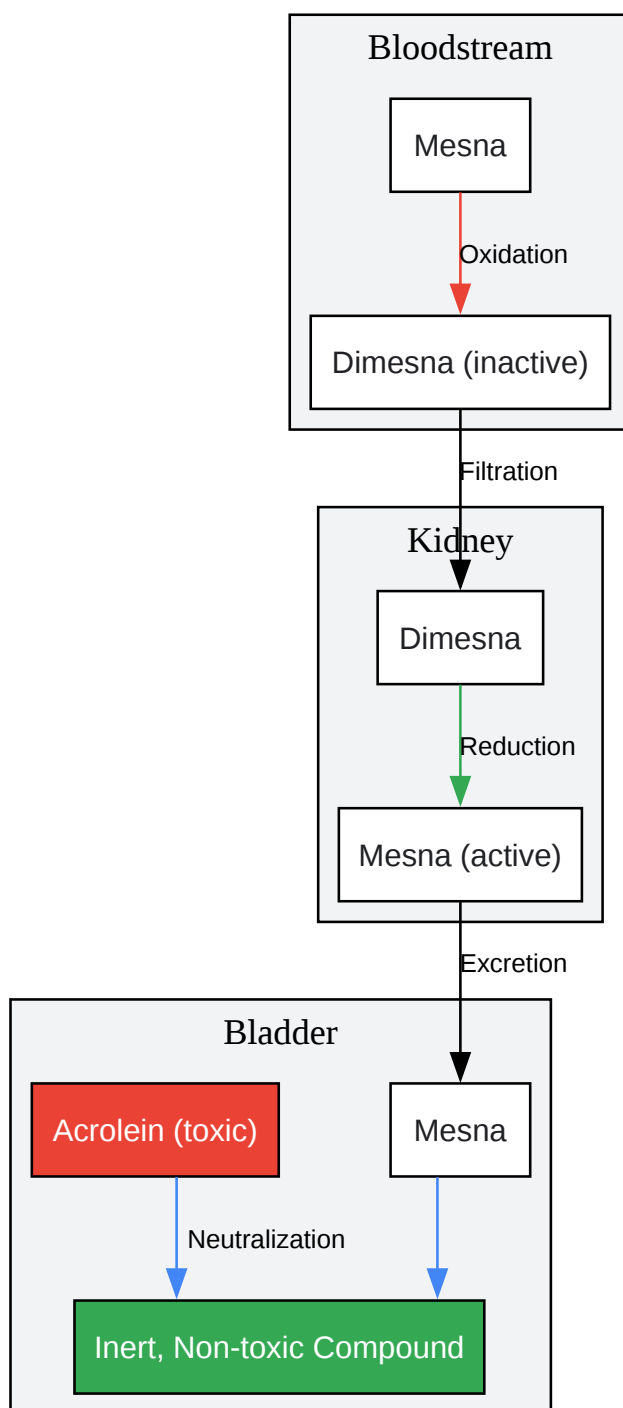 Bloodstream
Mesna
Oxidation
Dimesna (inactive)
Filtration
Kidney
Dimesna
Reduction
Mesna (active)
Excretion
Bladder
Acrolein (toxic)
Mesna
Neutralization
Inert, Non-toxic Compound